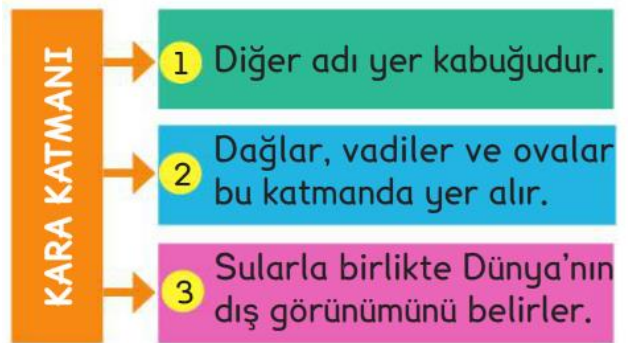 KARA KATMANI
1 Diğer adı yer kabuğudur.
2 Dağlar, vadiler ve ovalar
bu katmanda yer alır.
3 Sularla birlikte Dünya'nın
dış görünümünü belirler.